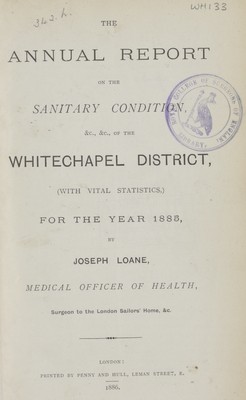 342. h.
WH133
THE
ANNUAL REPORT
ON THE
SANITARY CONDITION,
&C., &C., OF THE
WHITECHAPEL DISTRICT,
(WITH VITAL STATISTICS,)
FOR THE YEAR 1885,
BY
JOSEPH LOANE,
MEDICAL OFFICER OF HEALTH,
Surgeon to the London Sailors' Home, &c.
LONDON:
PRINTED BY PENNY AND HULL, LEMAN STREET, E.
1886.